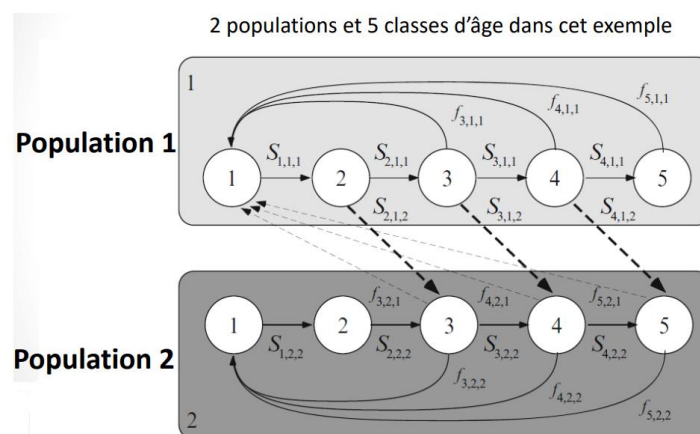 2 populations et 5 classes d'âge dans cet exemple
1
f5,1,1
f4,1,1
f3,1,1
Population 1
S1,1,1
S2,1,1
S3,1,1
S4,1,1
1
2
3
4
5
S2,1,2
S3,1,2
S4,1,2
f3,2,1
f4,2,1
f5,2,1
1
2
3
4
5
Population 2
S1,2,2
S2,2,2
S3,2,2
S4,2,2
f3,2,2
f4,2,2
f5,2,2
2